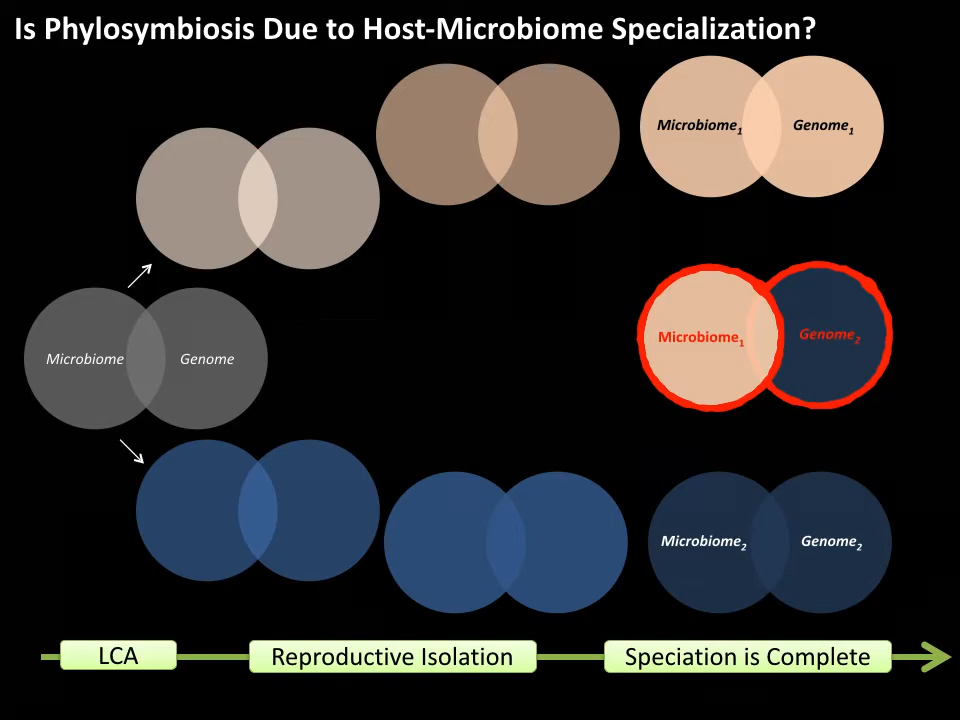 Is Phylosymbiosis Due to Host-Microbiome Specialization?
Microbiome₁ Genome₁
Microbiome₁ Genome₂
Microbiome Genome
Microbiome₂ Genome₂
LCA Reproductive Isolation Speciation is Complete